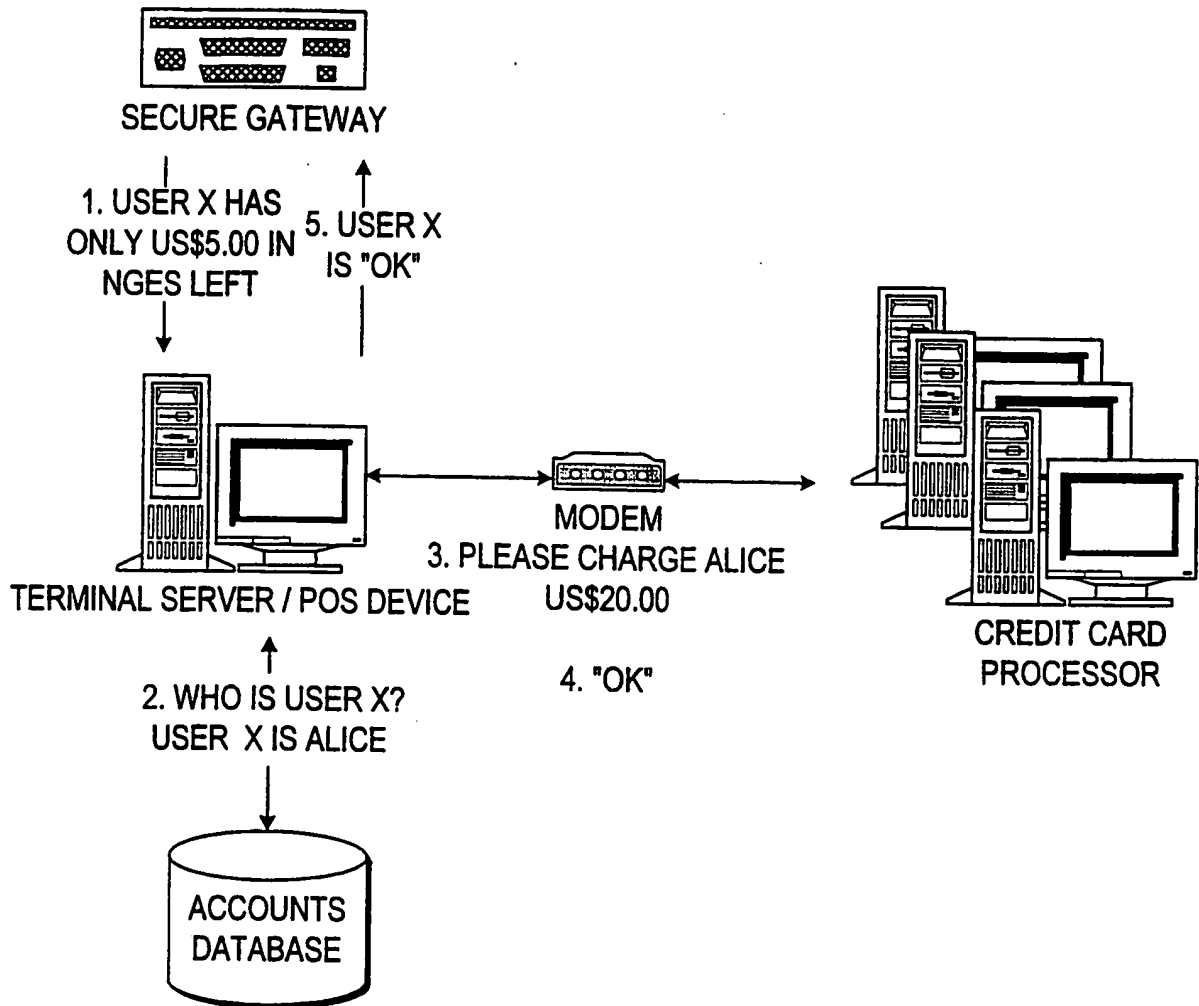 SECURE GATEWAY
1. USER X HAS
ONLY US$5.00 IN
NGES LEFT
5. USER X
IS "OK"
TERMINAL SERVER / POS DEVICE
MODEM
3. PLEASE CHARGE ALICE
US$20.00
4. "OK"
CREDIT CARD
PROCESSOR
2. WHO IS USER X?
USER X IS ALICE
ACCOUNTS
DATABASE